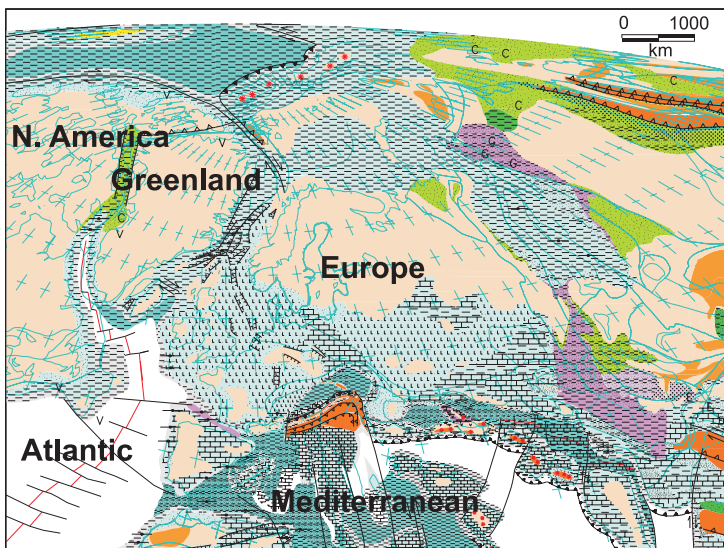 0 1000
km
C
C
C
V
N. America
V
G
G
Greenland
G
C
V
Europe
V
E
V
Atlantic
Mediterranean